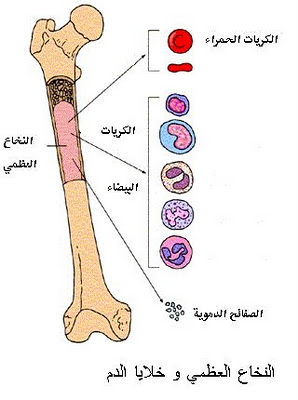 الكريات الحمراء
الكريات
البيضاء
النخاع
العظمي
الصفائح الدموية
النخاع العظمي و خلايا الدم